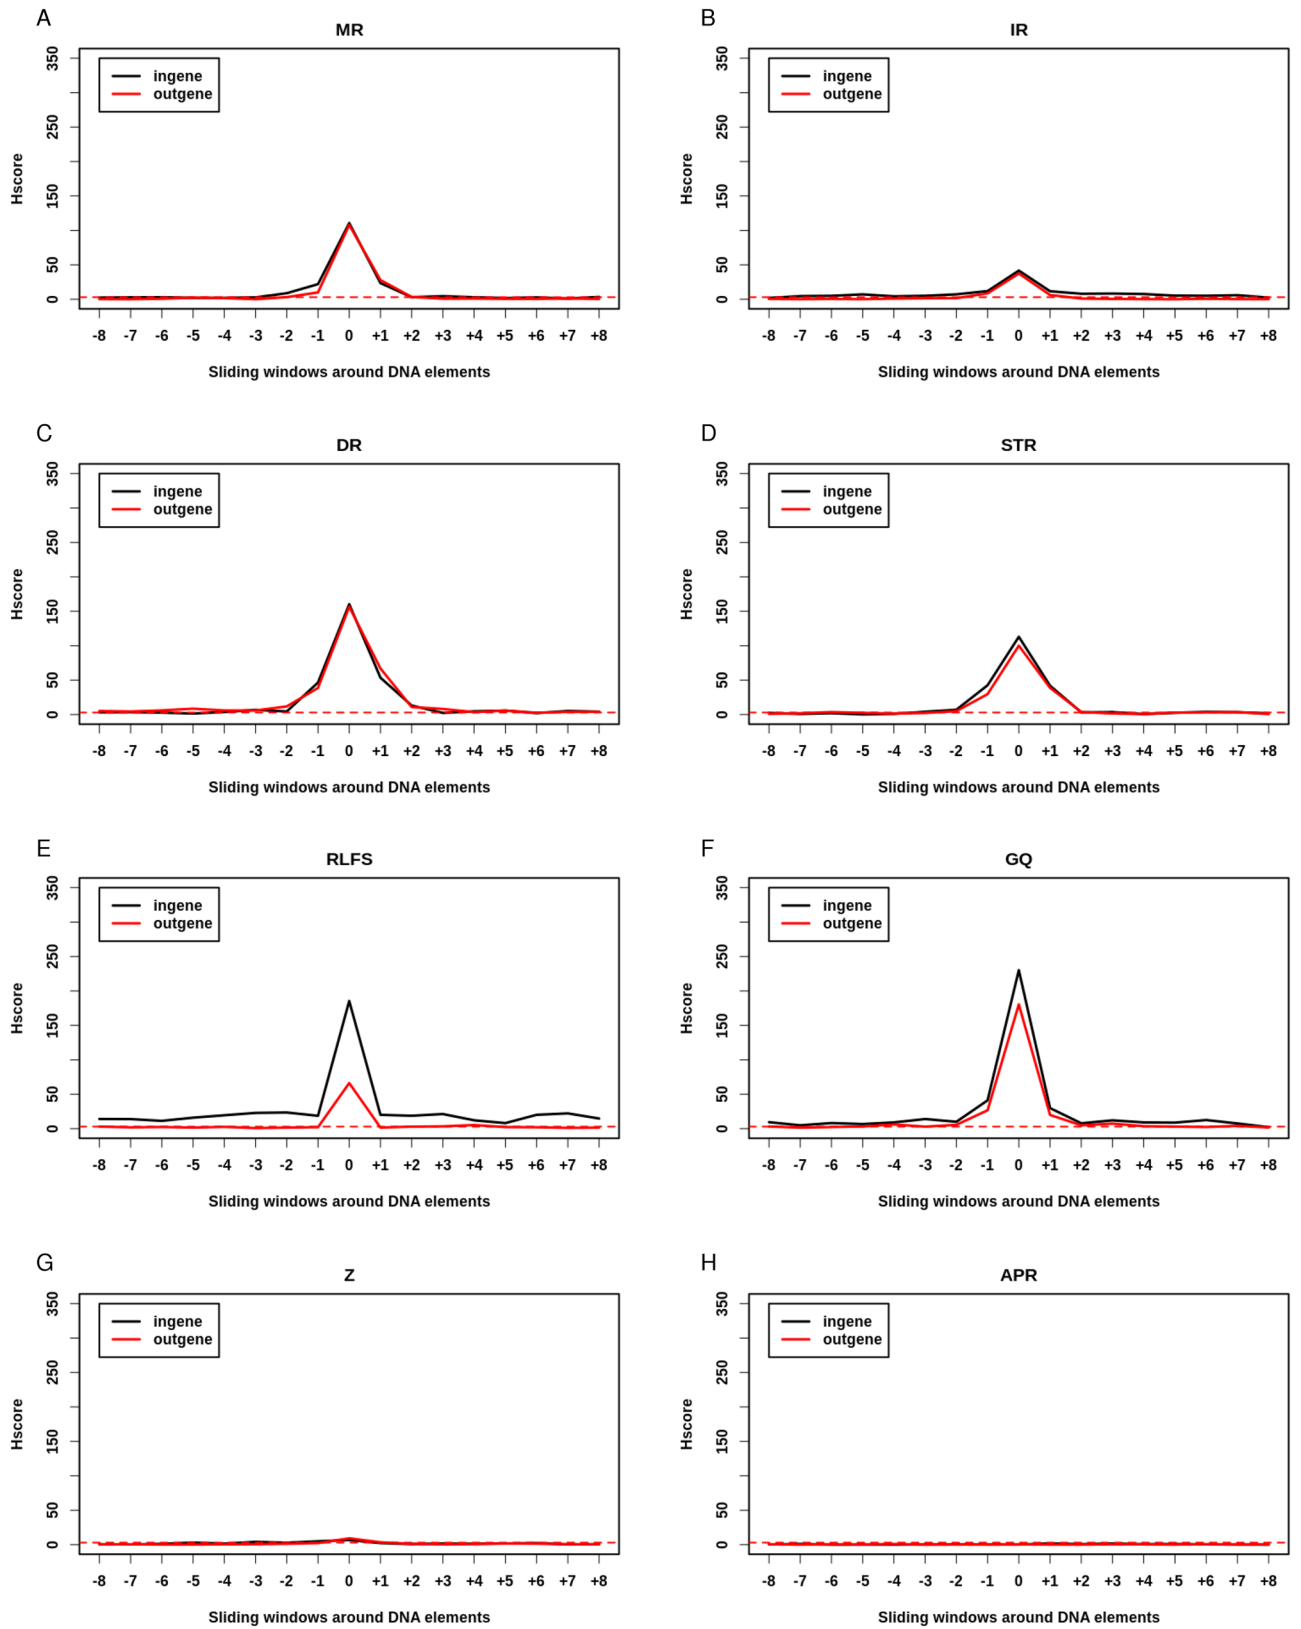 A
MR
ingene
outgene
Hscore
350
250
150
50
0
-8 -7 -6 -5 -4 -3 -2 -1 0 +1 +2 +3 +4 +5 +6 +7 +8
Sliding windows around DNA elements
B
IR
ingene
outgene
Hscore
350
250
150
50
0
-8 -7 -6 -5 -4 -3 -2 -1 0 +1 +2 +3 +4 +5 +6 +7 +8
Sliding windows around DNA elements
C
DR
ingene
outgene
Hscore
350
250
150
50
0
-8 -7 -6 -5 -4 -3 -2 -1 0 +1 +2 +3 +4 +5 +6 +7 +8
Sliding windows around DNA elements
D
STR
ingene
outgene
Hscore
350
250
150
50
0
-8 -7 -6 -5 -4 -3 -2 -1 0 +1 +2 +3 +4 +5 +6 +7 +8
Sliding windows around DNA elements
E
RLFS
ingene
outgene
Hscore
350
250
150
50
0
-8 -7 -6 -5 -4 -3 -2 -1 0 +1 +2 +3 +4 +5 +6 +7 +8
Sliding windows around DNA elements
F
GQ
ingene
outgene
Hscore
350
250
150
50
0
-8 -7 -6 -5 -4 -3 -2 -1 0 +1 +2 +3 +4 +5 +6 +7 +8
Sliding windows around DNA elements
G
Z
ingene
outgene
Hscore
350
250
150
50
0
-8 -7 -6 -5 -4 -3 -2 -1 0 +1 +2 +3 +4 +5 +6 +7 +8
Sliding windows around DNA elements
H
APR
ingene
outgene
Hscore
350
250
150
50
0
-8 -7 -6 -5 -4 -3 -2 -1 0 +1 +2 +3 +4 +5 +6 +7 +8
Sliding windows around DNA elements